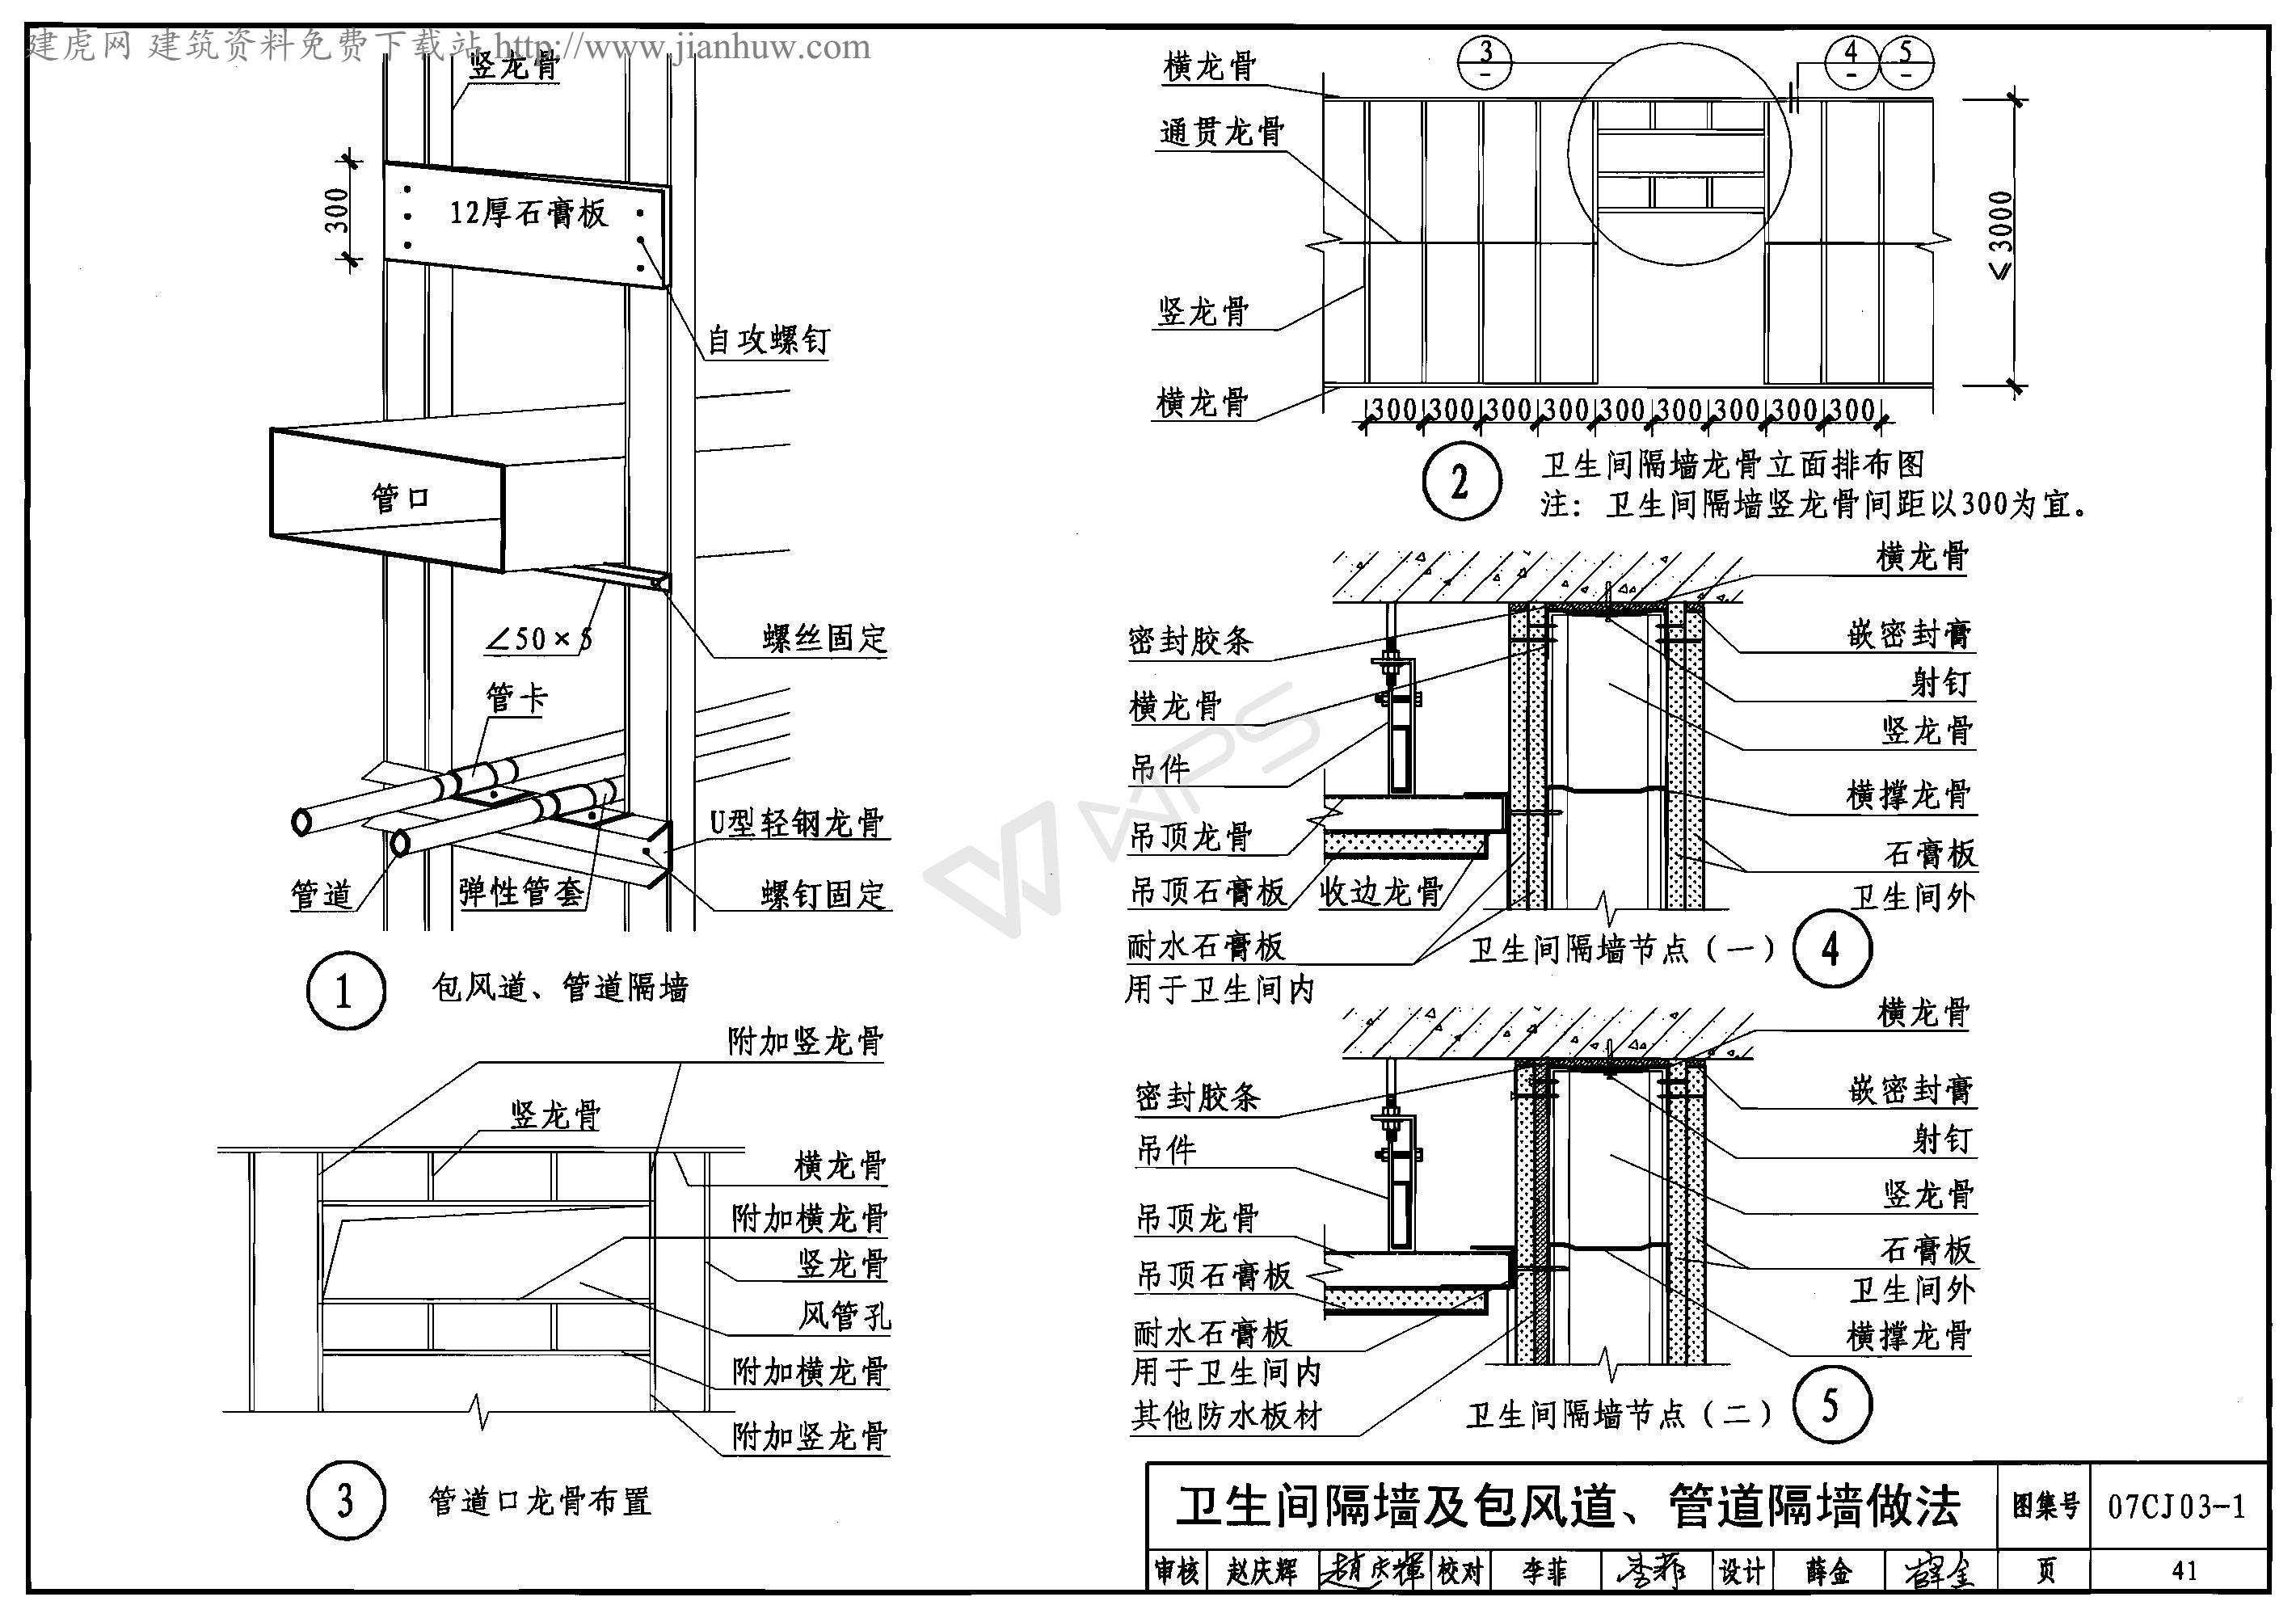 建虎网 建筑资料免费下载站 http://www.jianhuw.com
竖龙骨
300
12厚石膏板
自攻螺钉
管口
∠50×5
螺丝固定
管卡
U型轻钢龙骨
管道
弹性管套
螺钉固定
1
包风道、管道隔墙
附加竖龙骨
竖龙骨
横龙骨
附加横龙骨
竖龙骨
风管孔
附加横龙骨
附加竖龙骨
3
管道口龙骨布置
横龙骨
3
-
4
-
5
-
通贯龙骨
≤3000
竖龙骨
横龙骨
300 300 300 300 300 300 300 300 300
2
卫生间隔墙龙骨立面排布图
注：卫生间隔墙竖龙骨间距以300为宜。
横龙骨
密封胶条
嵌密封膏
横龙骨
射钉
竖龙骨
吊件
横撑龙骨
吊顶龙骨
石膏板
吊顶石膏板
收边龙骨
卫生间外
耐水石膏板
用于卫生间内
卫生间隔墙节点（一）
4
横龙骨
密封胶条
嵌密封膏
吊件
射钉
竖龙骨
吊顶龙骨
石膏板
吊顶石膏板
卫生间外
耐水石膏板
横撑龙骨
用于卫生间内
其他防水板材
卫生间隔墙节点（二）
5
WPS
卫生间隔墙及包风道、管道隔墙做法
图集号
07CJ03-1
审核 赵庆辉 趙庆輝 校对 李菲 李菲 设计 薛金 薛金
页
41